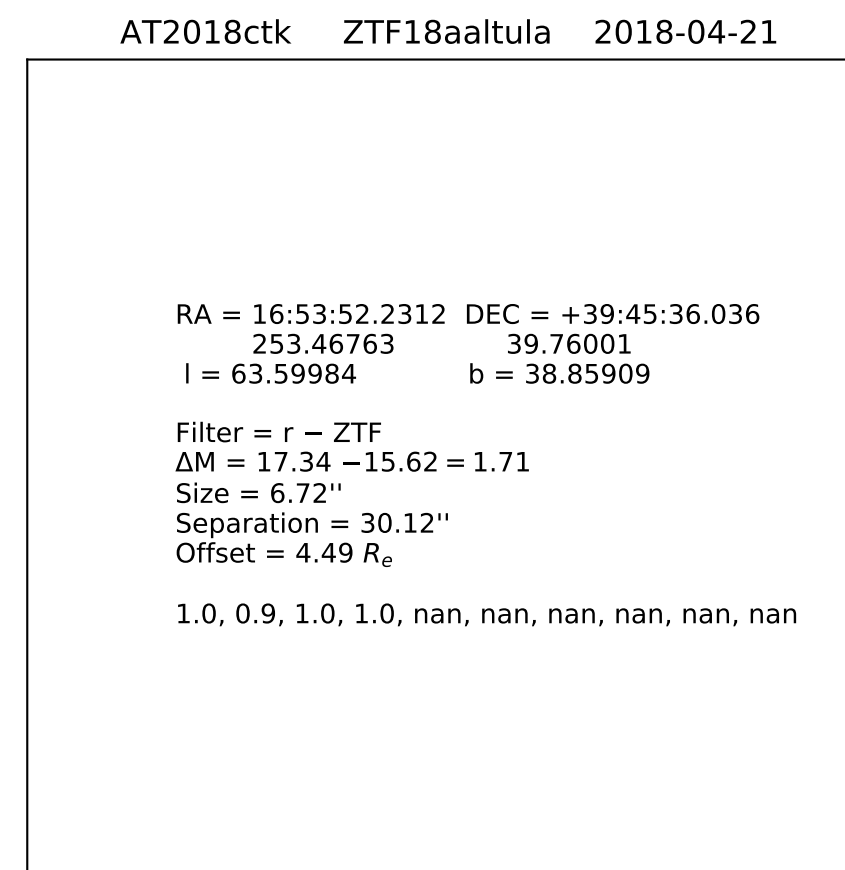 AT2018ctk ZTF18aaltula 2018-04-21
RA = 16:53:52.2312 DEC = +39:45:36.036
253.46763 39.76001
l = 63.59984 b = 38.85909
Filter = r − ZTF
ΔM = 17.34 −15.62 = 1.71
Size = 6.72''
Separation = 30.12''
Offset = 4.49 Re
1.0, 0.9, 1.0, 1.0, nan, nan, nan, nan, nan, nan